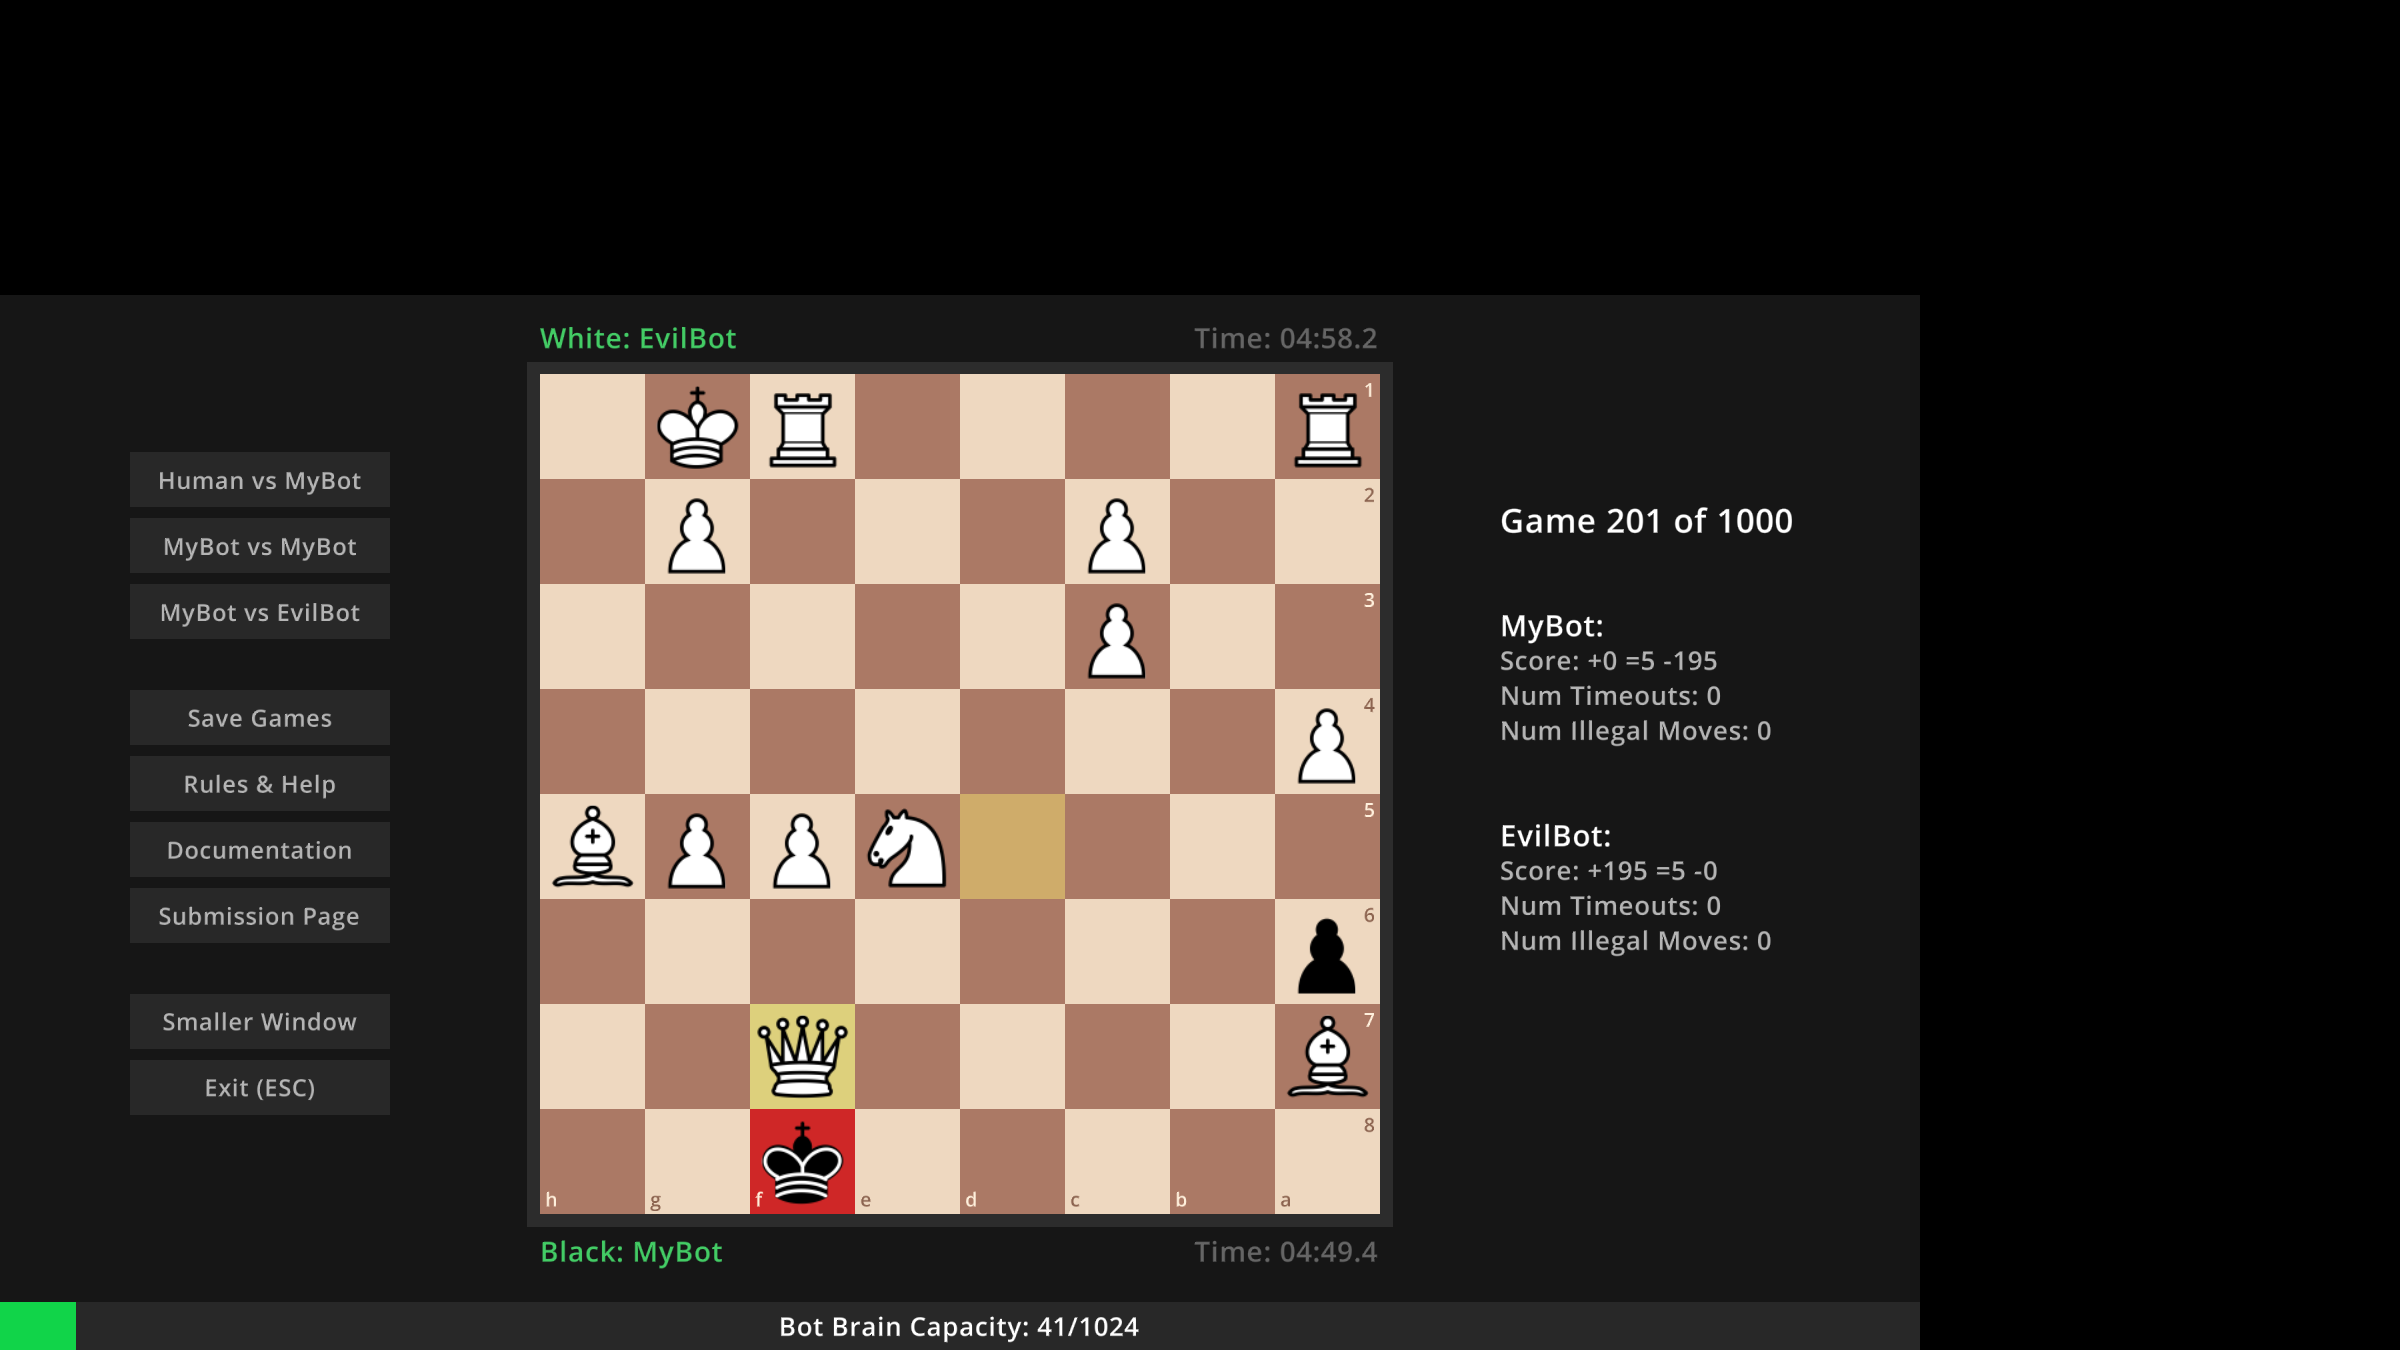 White: EvilBot
Time: 04:58.2
Human vs MyBot
MyBot vs MyBot
MyBot vs EvilBot
Save Games
Rules & Help
Documentation
Submission Page
Smaller Window
Exit (ESC)
1
2
3
4
5
6
7
8
h g f e d c b a
Black: MyBot
Time: 04:49.4
Game 201 of 1000
MyBot:
Score: +0 =5 -195
Num Timeouts: 0
Num Illegal Moves: 0
EvilBot:
Score: +195 =5 -0
Num Timeouts: 0
Num Illegal Moves: 0
Bot Brain Capacity: 41/1024